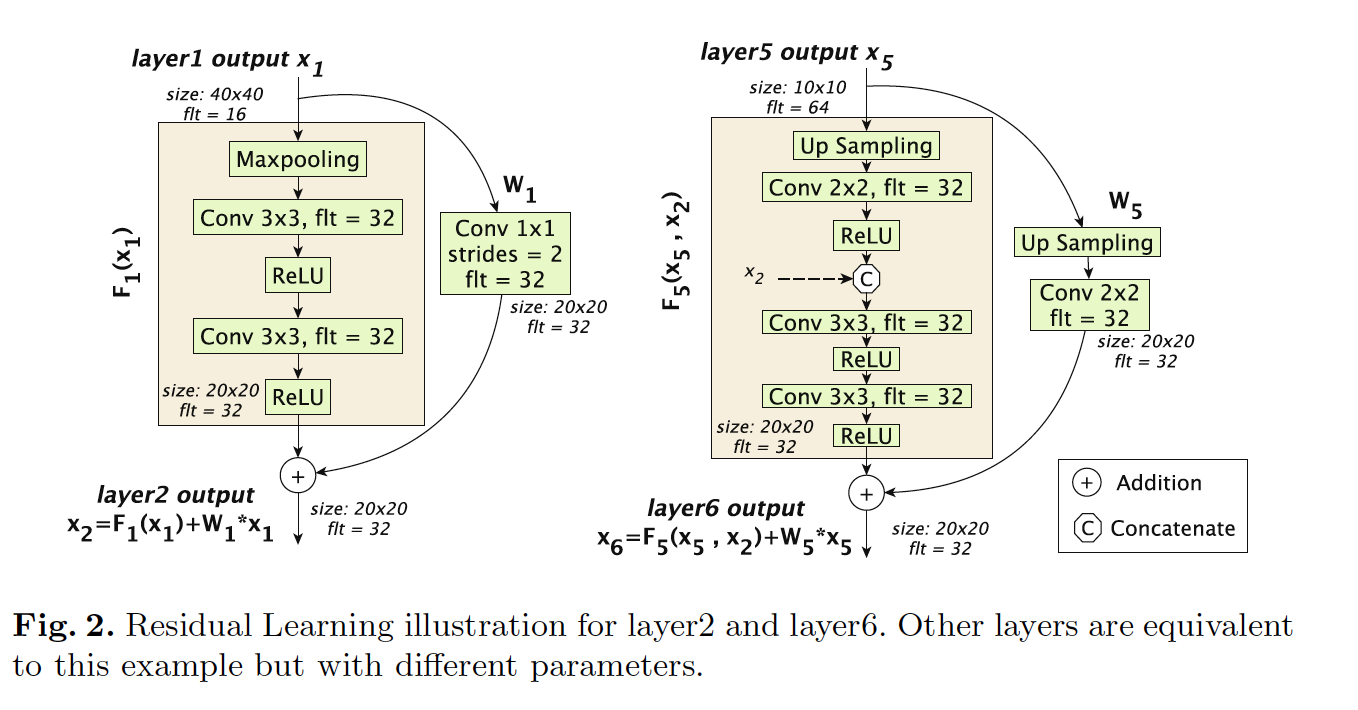 layer1 output x1
size: 40x40
flt = 16
Maxpooling
Conv 3x3, flt = 32
ReLU
Conv 3x3, flt = 32
size: 20x20
flt = 32
ReLU
F1(x1)
W1
Conv 1x1
strides = 2
flt = 32
size: 20x20
flt = 32
+
layer2 output
x2=F1(x1)+W1*x1
size: 20x20
flt = 32
layer5 output x5
size: 10x10
flt = 64
Up Sampling
Conv 2x2, flt = 32
ReLU
x2
C
Conv 3x3, flt = 32
ReLU
Conv 3x3, flt = 32
size: 20x20
flt = 32
ReLU
F5(x5 , x2)
W5
Up Sampling
Conv 2x2
flt = 32
size: 20x20
flt = 32
+
layer6 output
x6=F5(x5 , x2)+W5*x5
size: 20x20
flt = 32
+ Addition
C Concatenate
Fig. 2. Residual Learning illustration for layer2 and layer6. Other layers are equivalent
to this example but with different parameters.